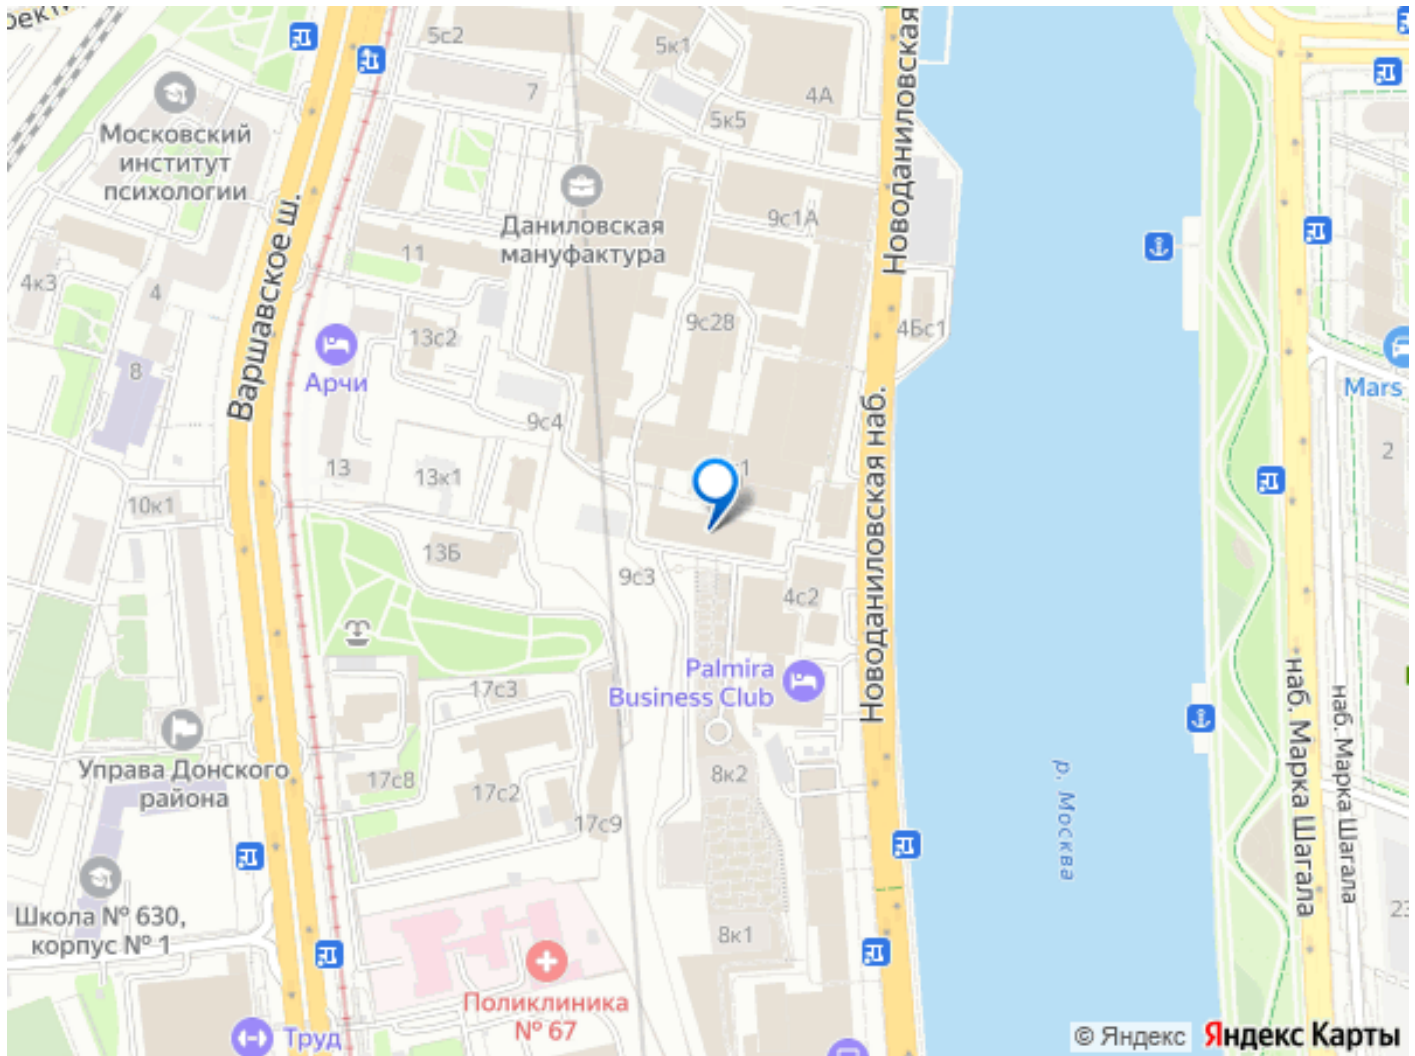 5с2
5к1
7
4А
5к5
Московский
институт
психологии
Даниловская
мануфактура
9с1А
Новоданиловская
11
4к3
4
Варшавское ш.
13с2
9с28
4Бс1
8
Арчи
Mars
9с4
2
13
13к1
10к1
Новоданиловская наб.
13Б
9с3
4с2
Palmira
Business Club
17с3
наб. Марка Шагала
наб. Марка Шагала
Управа Донского
района
17с8
17с2
8к2
р. Москва
17с9
Школа № 630,
корпус № 1
8к1
Поликлиника
№ 67
Труд
© Яндекс
Яндекс Карты